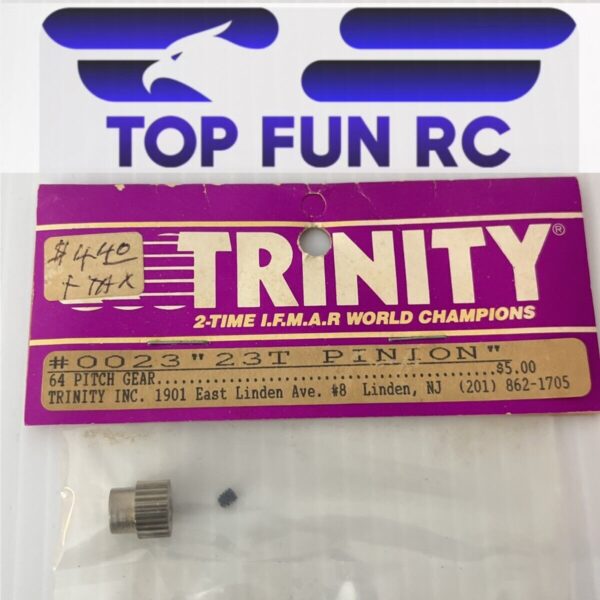 TOP FUN RC
$4.40
+ TAX
TRINITY®
2-TIME I.F.M.A.R WORLD CHAMPIONS
#0023 "23T PINION"
64 PITCH GEAR..........................................$5.00
TRINITY INC. 1901 East Linden Ave. #8 Linden, NJ (201) 862-1705